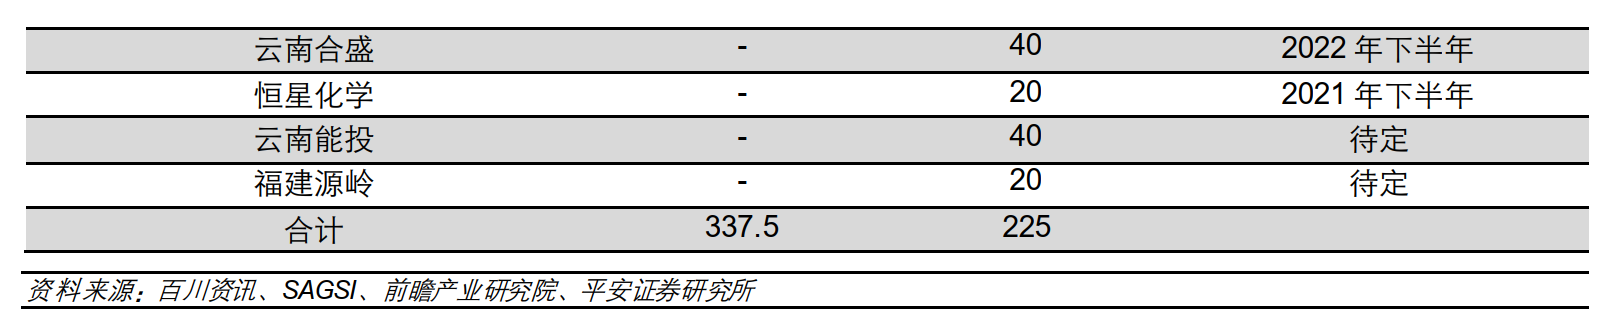 云南合盛 - 40 2022 年下半年
恒星化学 - 20 2021 年下半年
云南能投 - 40 待定
福建源岭 - 20 待定
合计 337.5 225
资料来源：百川资讯、SAGSI、前瞻产业研究院、平安证券研究所